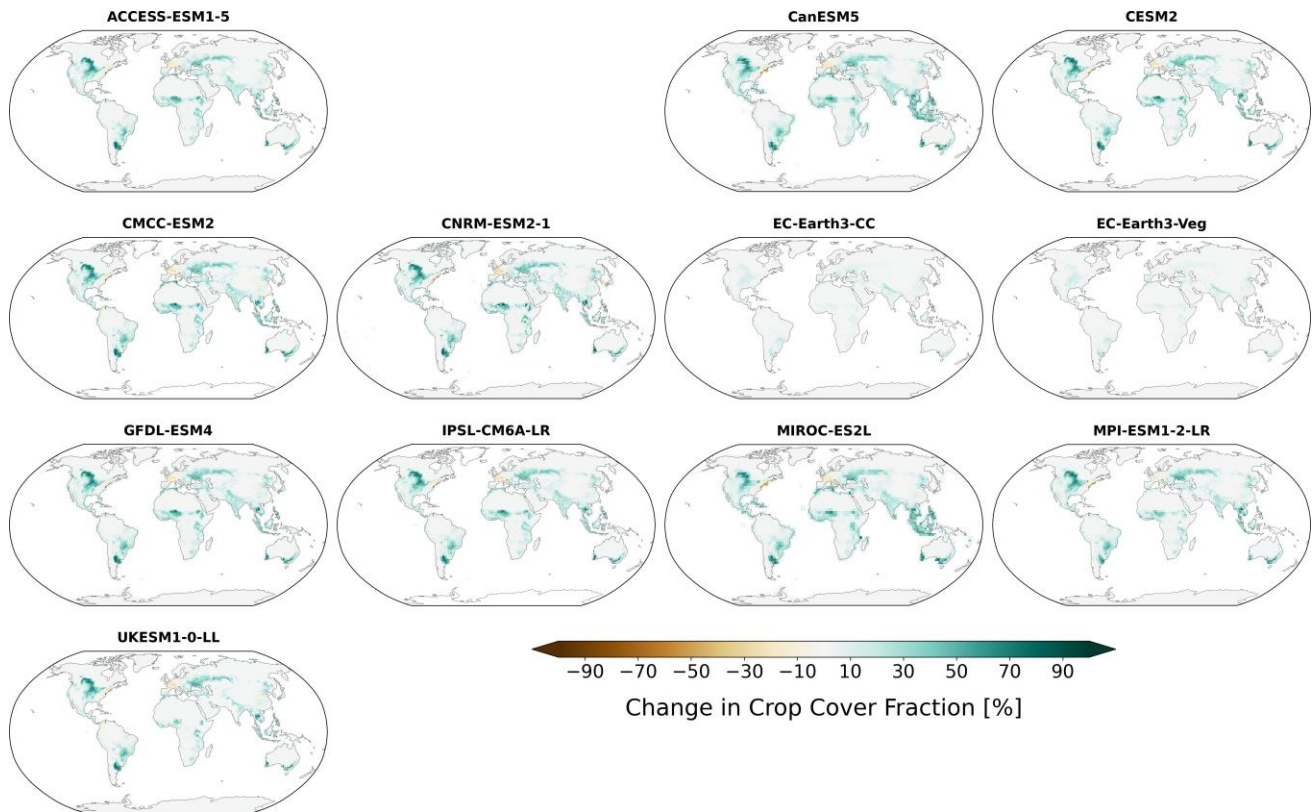 ACCESS-ESM1-5
CanESM5
CESM2
CMCC-ESM2
CNRM-ESM2-1
EC-Earth3-CC
EC-Earth3-Veg
GFDL-ESM4
IPSL-CM6A-LR
MIROC-ES2L
MPI-ESM1-2-LR
UKESM1-0-LL
−90 −70 −50 −30 −10 10 30 50 70 90
Change in Crop Cover Fraction [%]